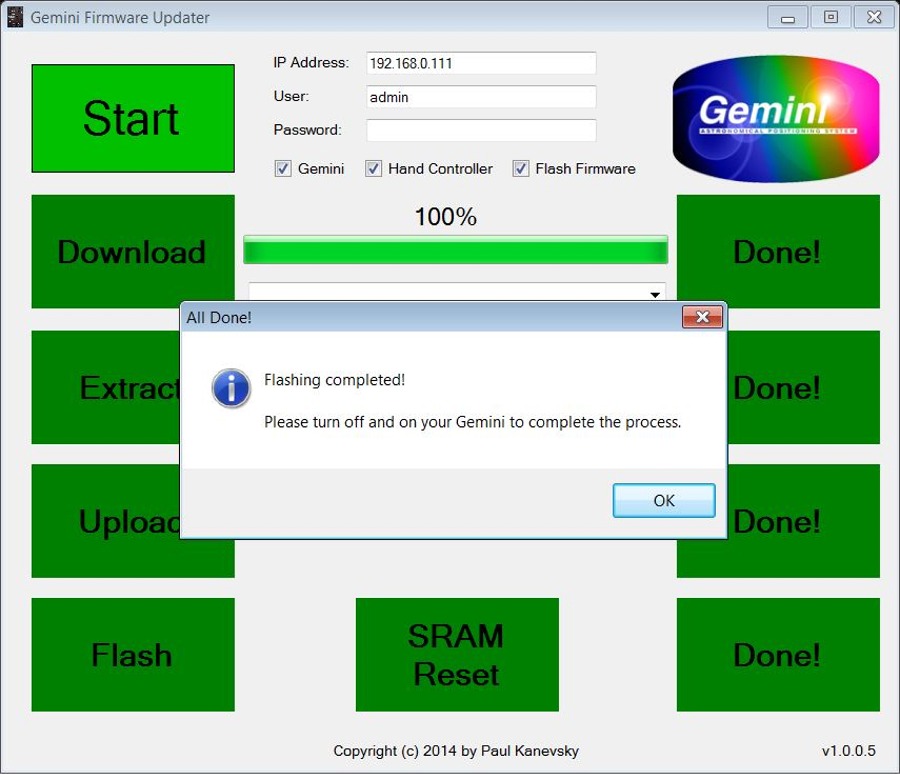 Gemini Firmware Updater
Start
IP Address: 192.168.0.111
User: admin
Password:
Gemini Hand Controller Flash Firmware
Gemini
ASTRONOMICAL POSITIONING SYSTEM
100%
Download Done!
All Done!
Extract Done!
Flashing completed!
Please turn off and on your Gemini to complete the process.
OK
Upload Done!
Flash SRAM Reset Done!
Copyright (c) 2014 by Paul Kanevsky v1.0.0.5